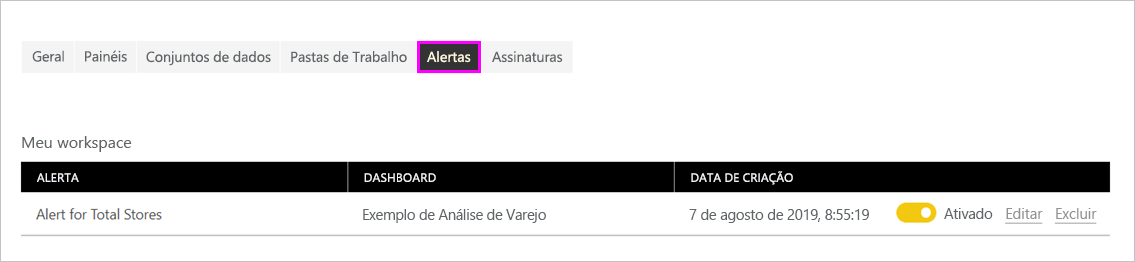 Geral Painéis Conjuntos de dados Pastas de Trabalho Alertas Assinaturas
Meu workspace
ALERTA DASHBOARD DATA DE CRIAÇÃO
Alert for Total Stores Exemplo de Análise de Varejo 7 de agosto de 2019, 8:55:19 Ativado Editar Excluir